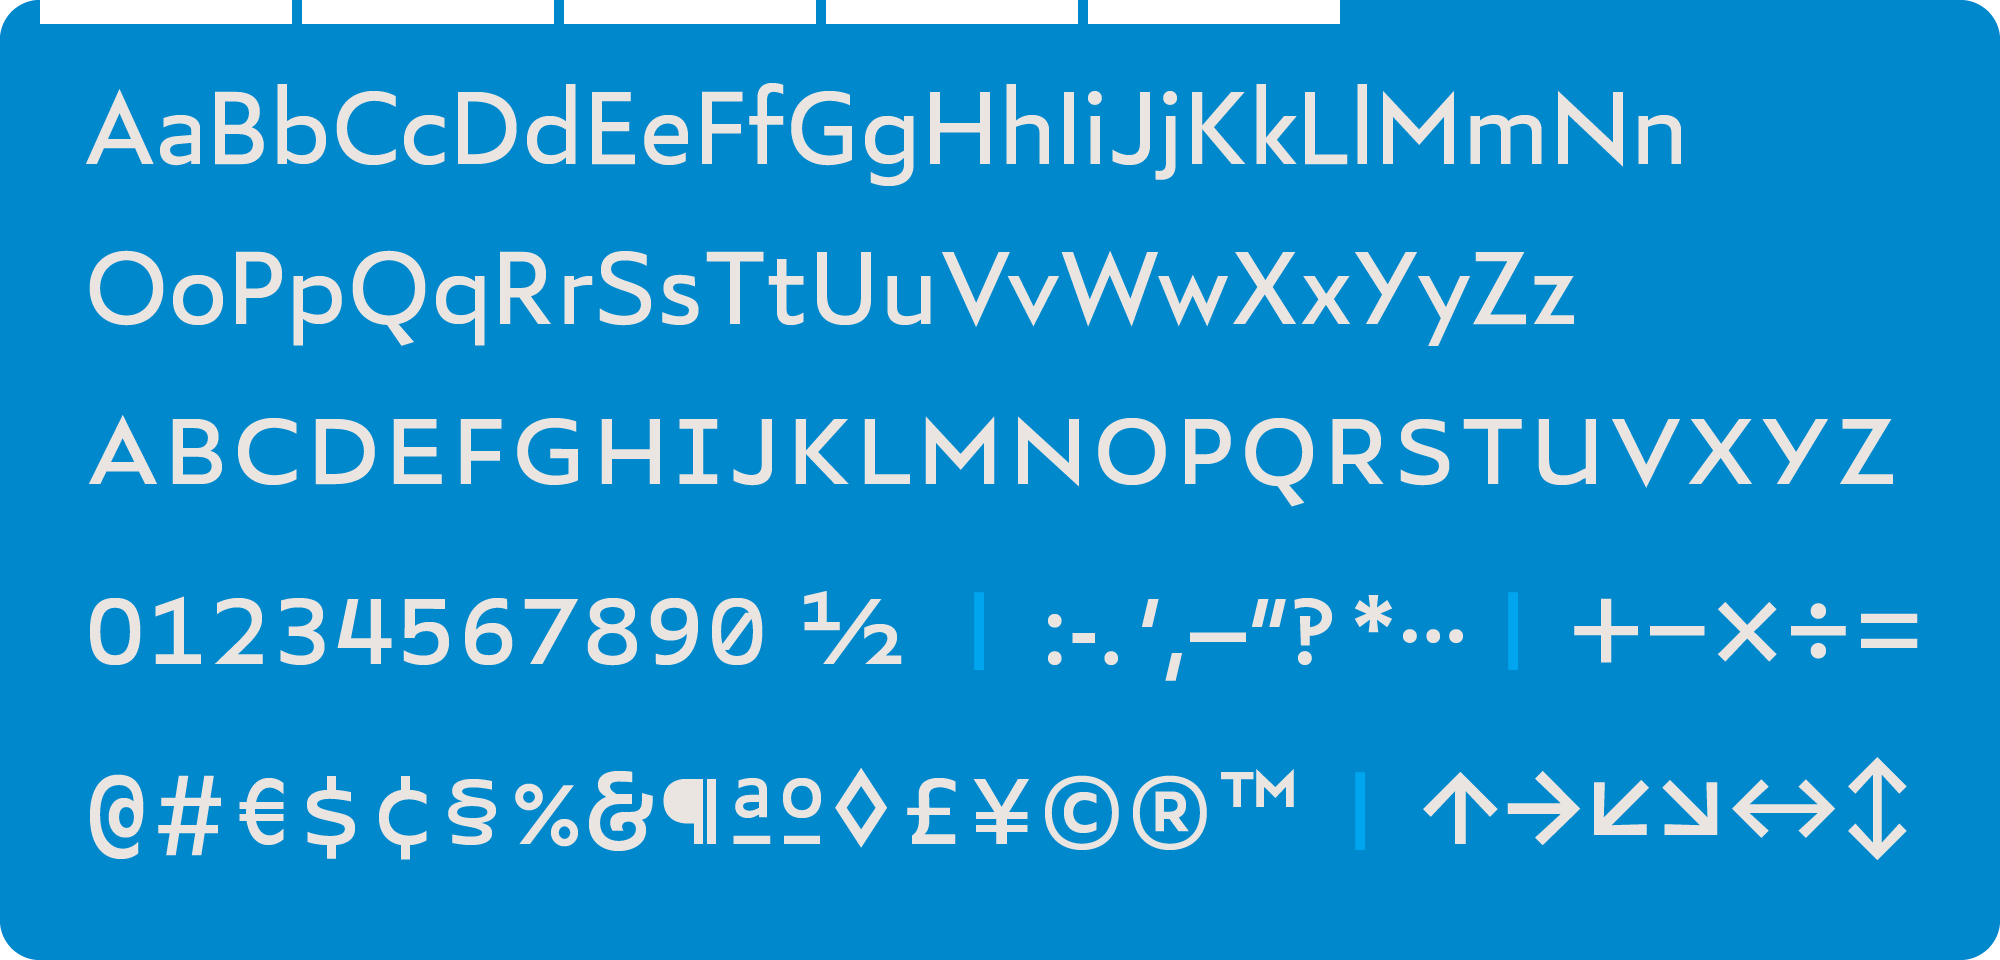 AaBbCcDdEeFfGgHhIiJjKkLlMmNn
OoPpQqRrSsTtUuVvWwXxYyZz
ABCDEFGHIJKLMNOPQRSTUVXYZ
01234567890 ½ | :-. ‘,—“‽ *··· | +−×÷=
@#€$¢§%&¶ªº◊£¥©®™ | ↑→↙↘↔↕